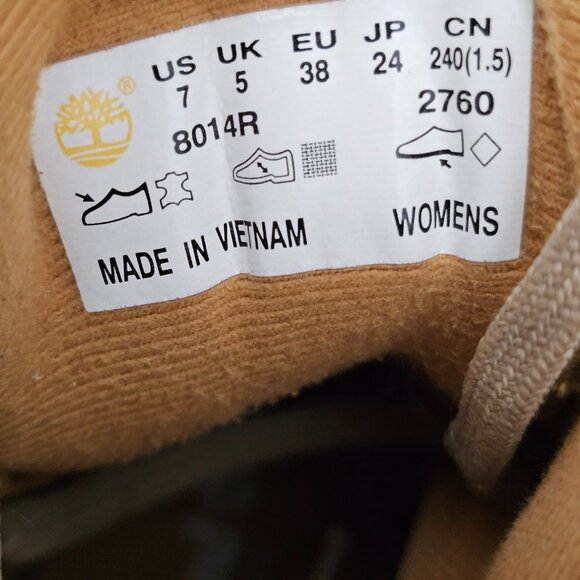 US UK EU JP CN
7 5 38 24 240(1.5)
8014R 2760
MADE IN VIETNAM WOMENS
®